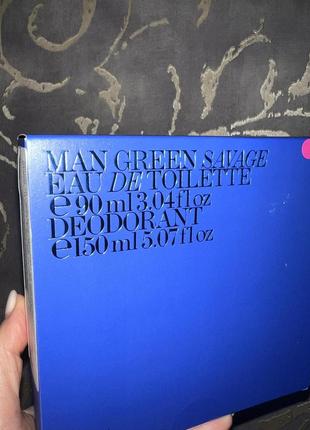 MAN GREEN SAVAGE
EAU DE TOILETTE
℮ 90 ml 3.04 fl oz
DEODORANT
℮ 150 ml 5.07 fl oz